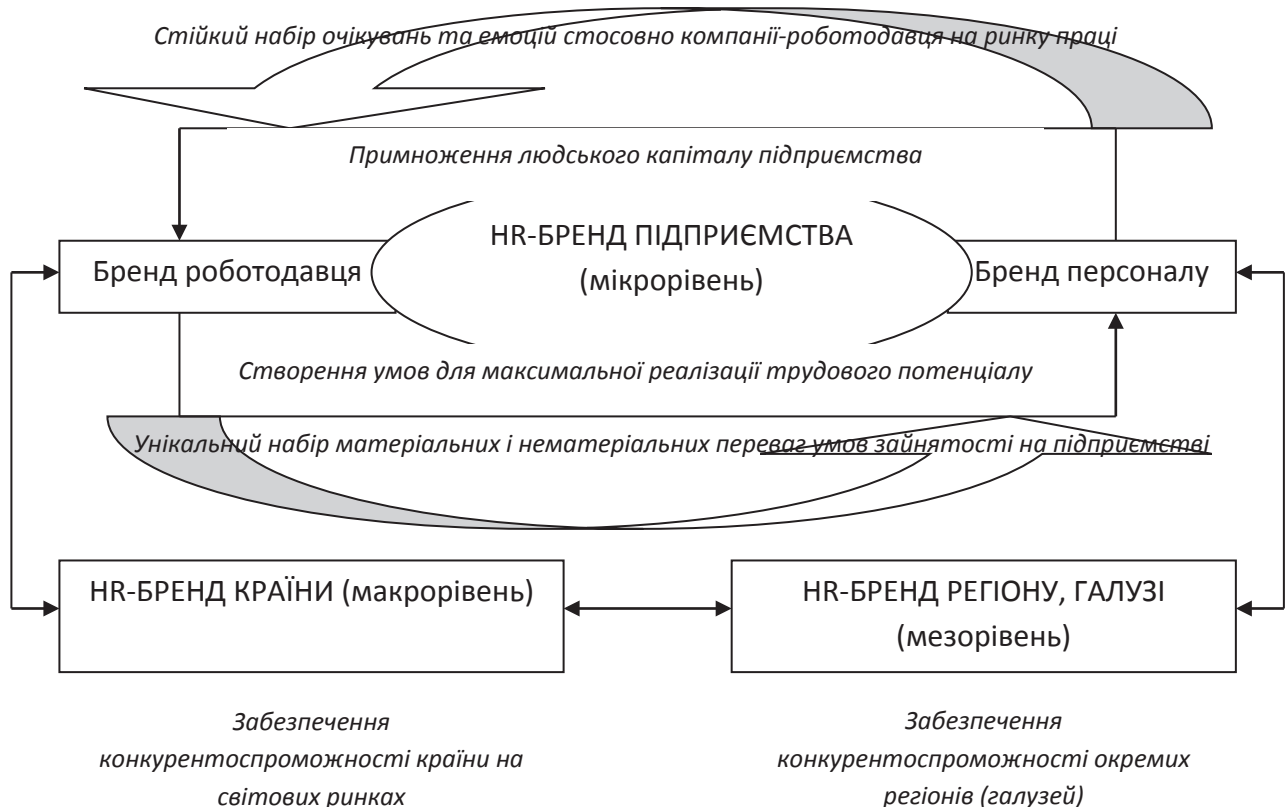 Стійкий набір очікувань та емоцій стосовно компанії-роботодавця на ринку праці
Примноження людського капіталу підприємства
HR-БРЕНД ПІДПРИЄМСТВА
(мікрорівень)
Бренд роботодавця
Бренд персоналу
Створення умов для максимальної реалізації трудового потенціалу
Унікальний набір матеріальних і нематеріальних переваг умов зайнятості на підприємстві
HR-БРЕНД КРАЇНИ (макрорівень)
HR-БРЕНД РЕГІОНУ, ГАЛУЗІ
(мезорівень)
Забезпечення
конкурентоспроможності країни на
світових ринках
Забезпечення
конкурентоспроможності окремих
регіонів (галузей)